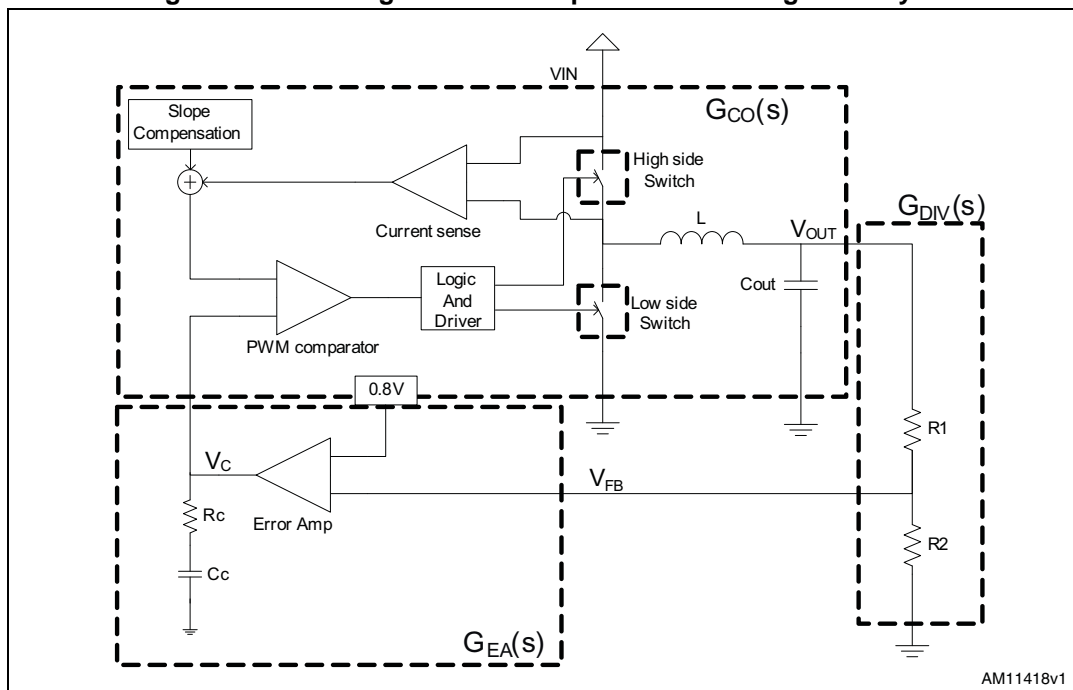 VIN
Slope
Compensation
G_CO(s)
High side
Switch
+
Current sense
G_DIV(s)
L
V_OUT
Logic
And
Driver
Cout
Low side
Switch
PWM comparator
0.8V
R1
V_C
V_FB
Rc
Error Amp
R2
Cc
G_EA(s)
AM11418v1